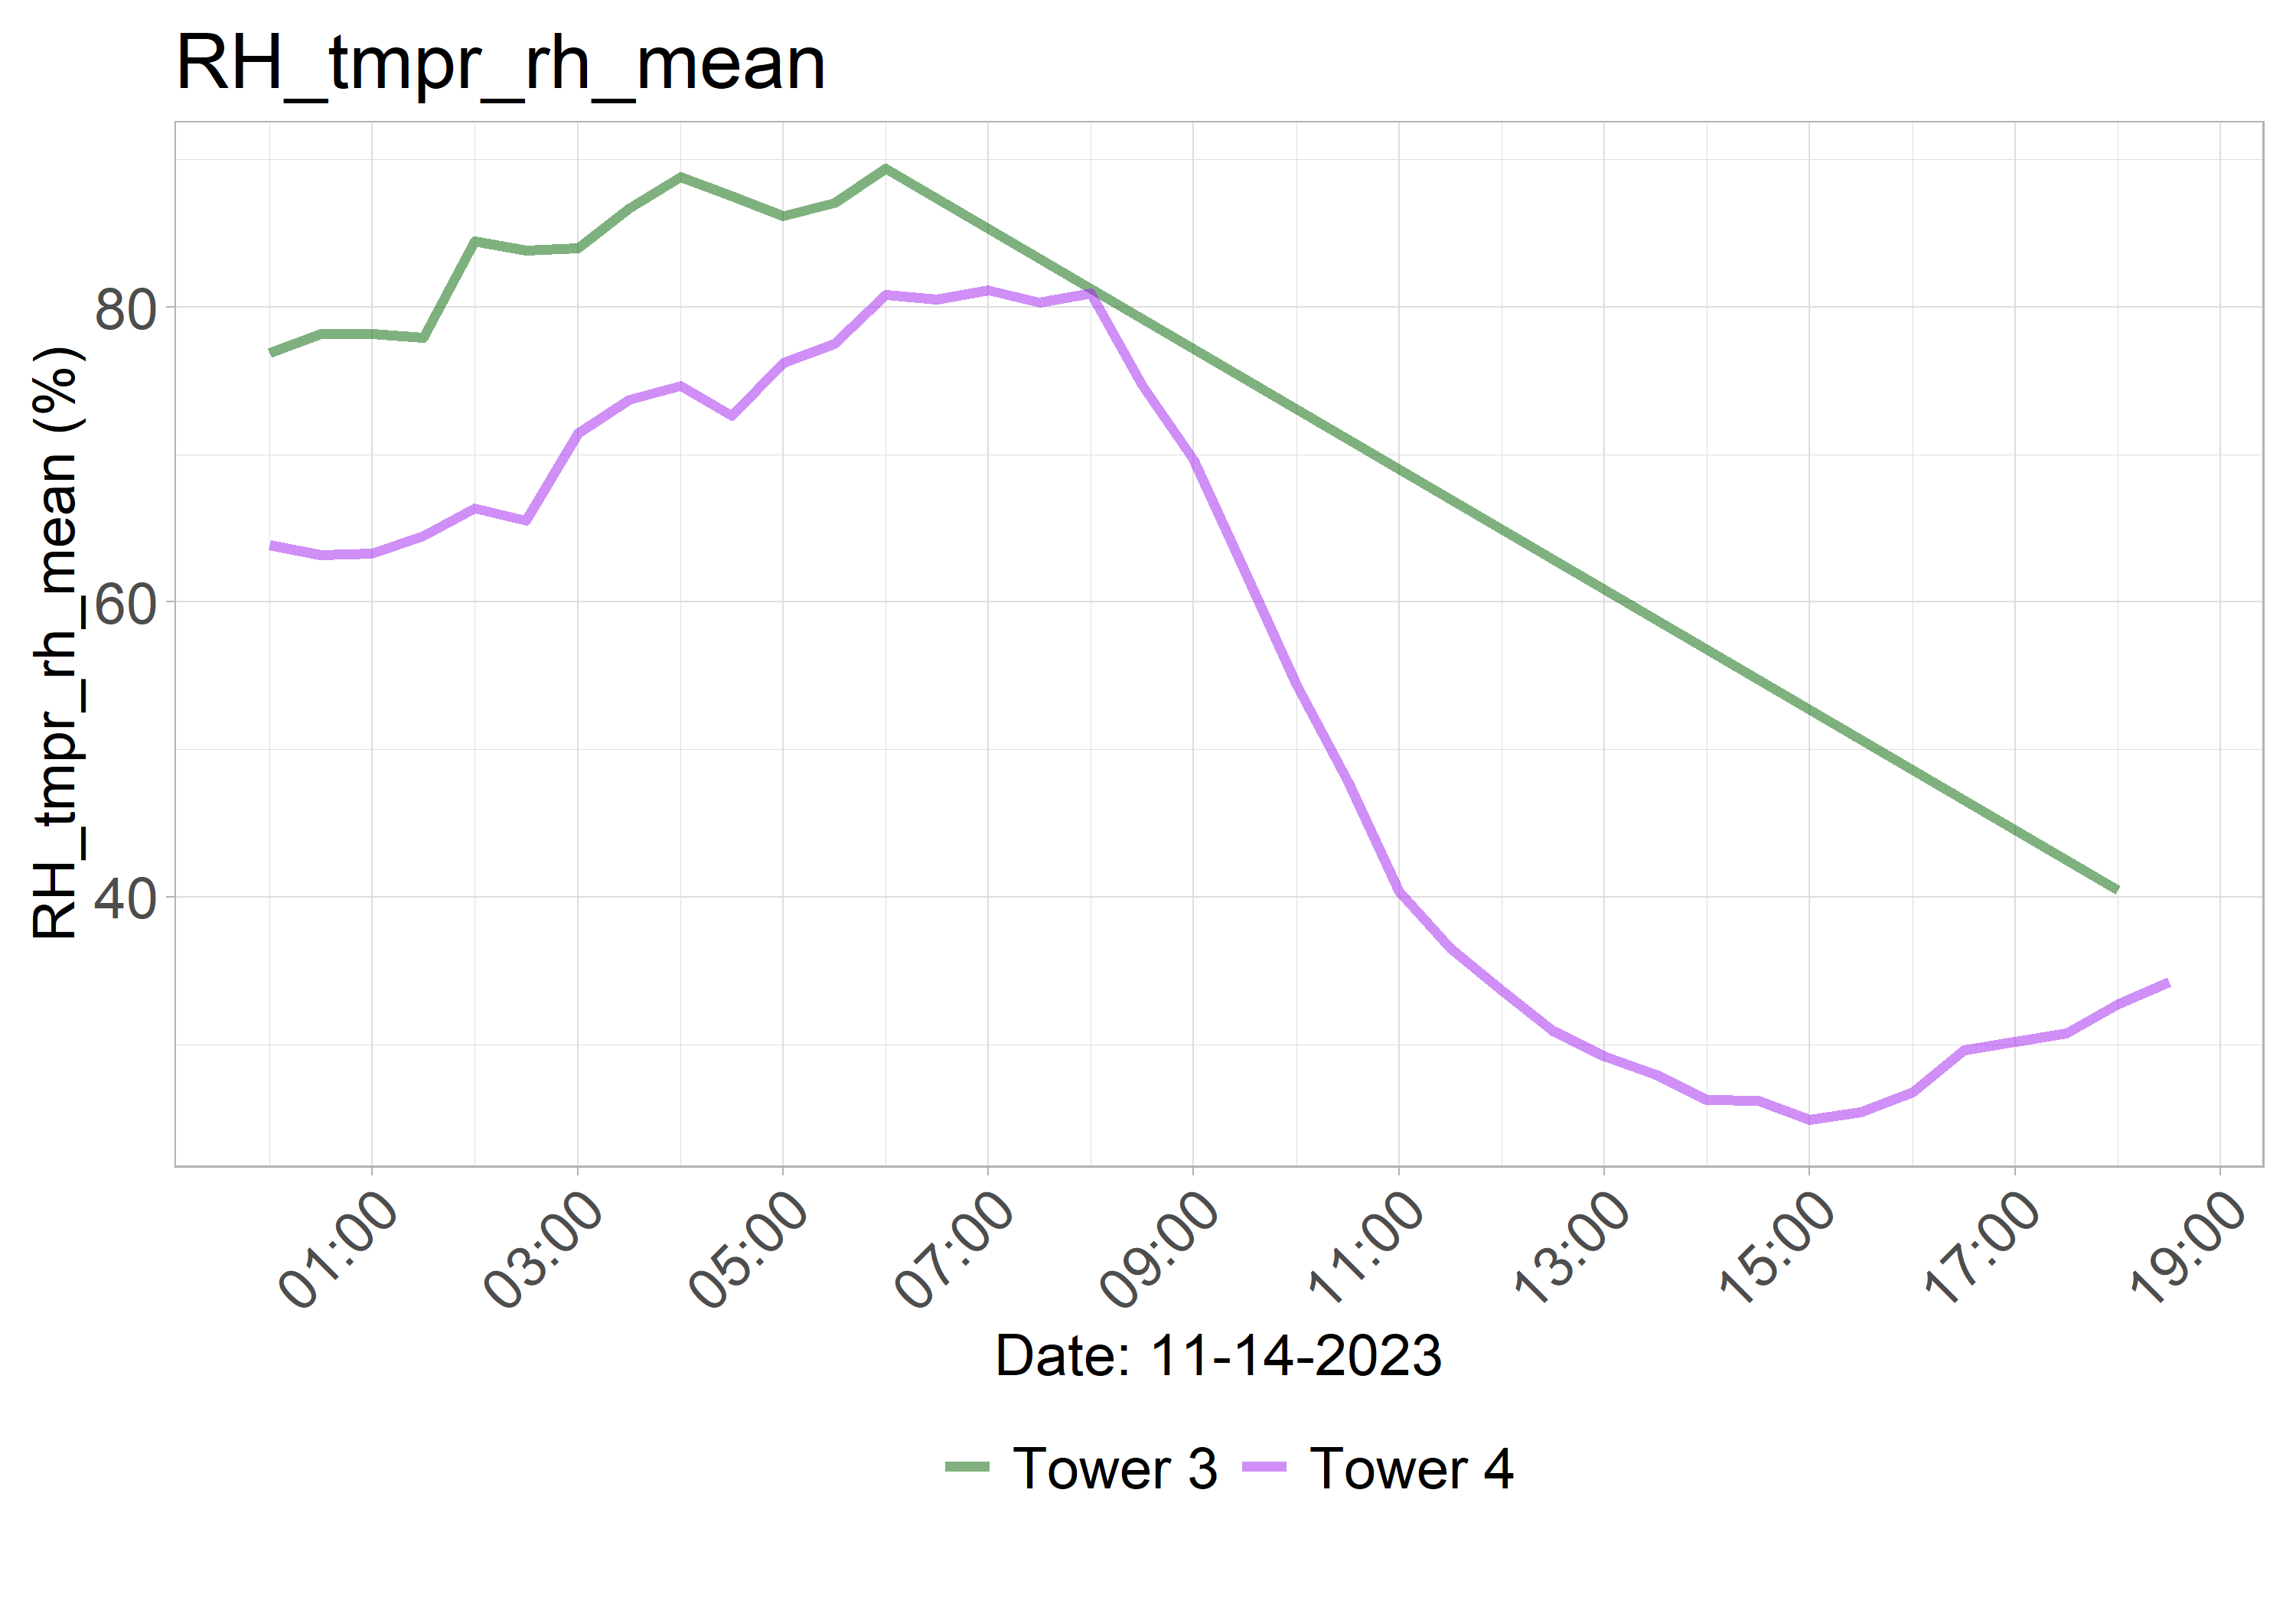 RH_tmpr_rh_mean
RH_tmpr_rh_mean (%)
80
60
40
01:00
03:00
05:00
07:00
09:00
11:00
13:00
15:00
17:00
19:00
Date: 11-14-2023
Tower 3
Tower 4